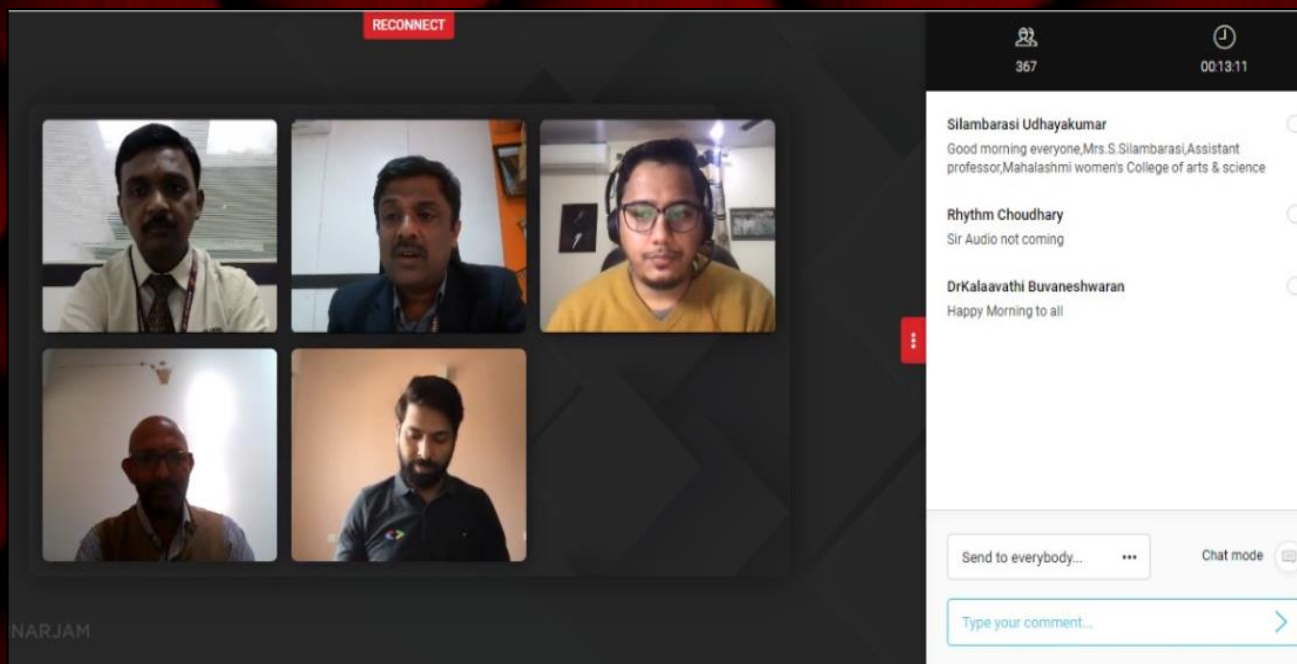 RECONNECT
367
00:13:11
Silambarasi Udhayakumar
Good morning everyone,Mrs.S.Silambarasi,Assistant
professor,Mahalashmi women's College of arts & science
Rhythm Choudhary
Sir Audio not coming
DrKalaavathi Buvaneshwaran
Happy Morning to all
Send to everybody...
Chat mode
Type your comment...
NARJAM